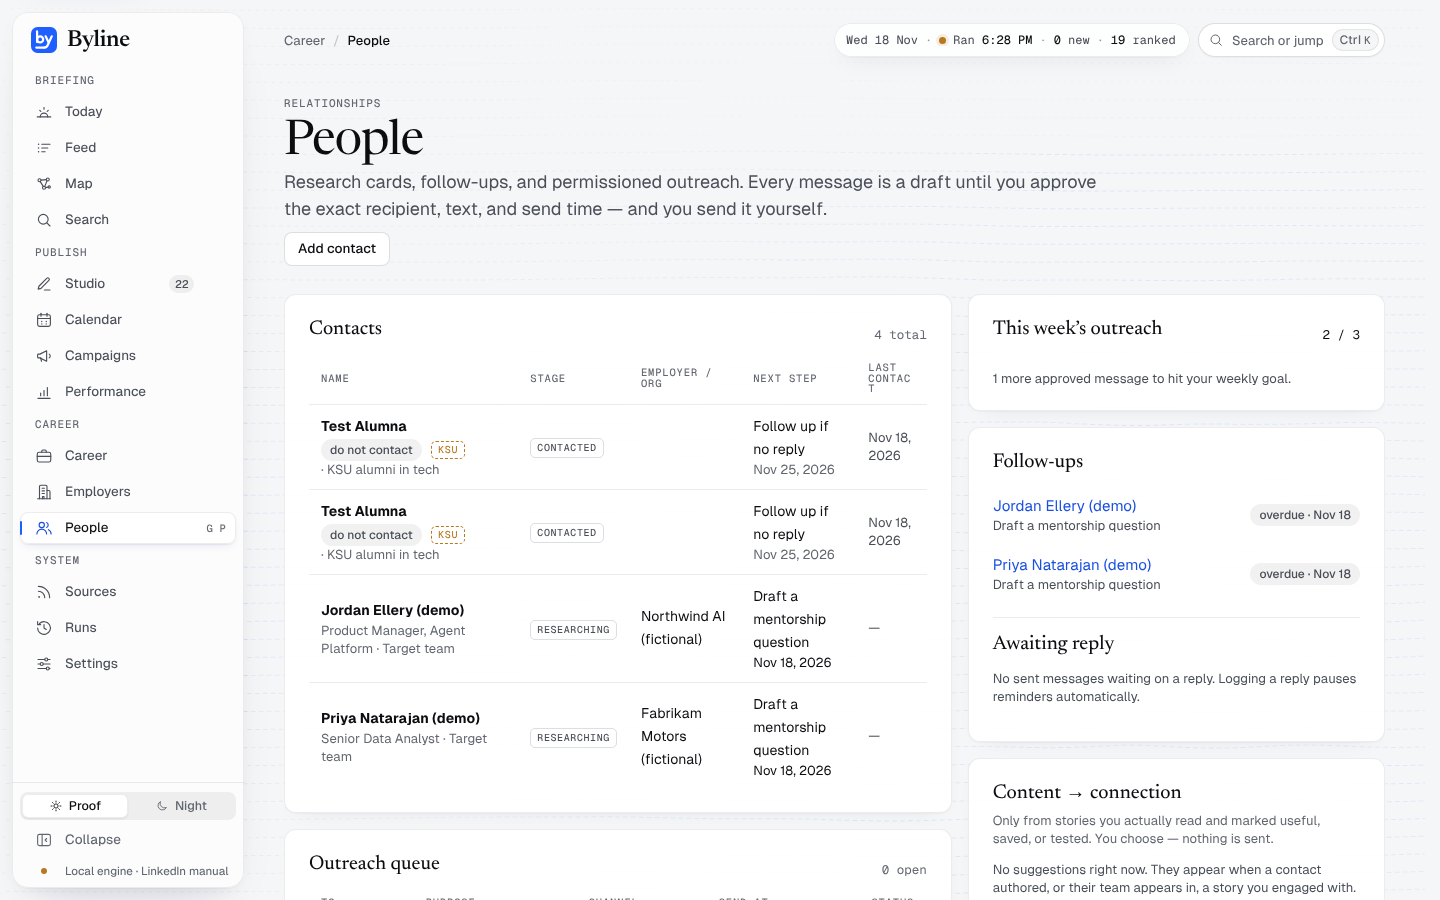 by Byline
BRIEFING
Today
Feed
Map
Search
PUBLISH
Studio 22
Calendar
Campaigns
Performance
CAREER
Career
Employers
People G P
SYSTEM
Sources
Runs
Settings
Proof Night
Collapse
Local engine · LinkedIn manual
Career / People
Wed 18 Nov · Ran 6:28 PM · 0 new · 19 ranked
Search or jump Ctrl K
RELATIONSHIPS
People
Research cards, follow-ups, and permissioned outreach. Every message is a draft until you approve
the exact recipient, text, and send time — and you send it yourself.
Add contact
Contacts
4 total
NAME STAGE EMPLOYER / ORG NEXT STEP LAST CONTACT
Test Alumna
do not contact KSU
· KSU alumni in tech
CONTACTED
Follow up if
no reply
Nov 25, 2026
Nov 18,
2026
Test Alumna
do not contact KSU
· KSU alumni in tech
CONTACTED
Follow up if
no reply
Nov 25, 2026
Nov 18,
2026
Jordan Ellery (demo)
Product Manager, Agent
Platform · Target team
RESEARCHING
Northwind AI
(fictional)
Draft a
mentorship
question
Nov 18, 2026
—
Priya Natarajan (demo)
Senior Data Analyst · Target
team
RESEARCHING
Fabrikam
Motors
(fictional)
Draft a
mentorship
question
Nov 18, 2026
—
Outreach queue
0 open
TO PURPOSE CHANNEL SEND AT STATUS
This week’s outreach
2 / 3
1 more approved message to hit your weekly goal.
Follow-ups
Jordan Ellery (demo)
Draft a mentorship question
overdue · Nov 18
Priya Natarajan (demo)
Draft a mentorship question
overdue · Nov 18
Awaiting reply
No sent messages waiting on a reply. Logging a reply pauses
reminders automatically.
Content → connection
Only from stories you actually read and marked useful,
saved, or tested. You choose — nothing is sent.
No suggestions right now. They appear when a contact
authored, or their team appears in, a story you engaged with.